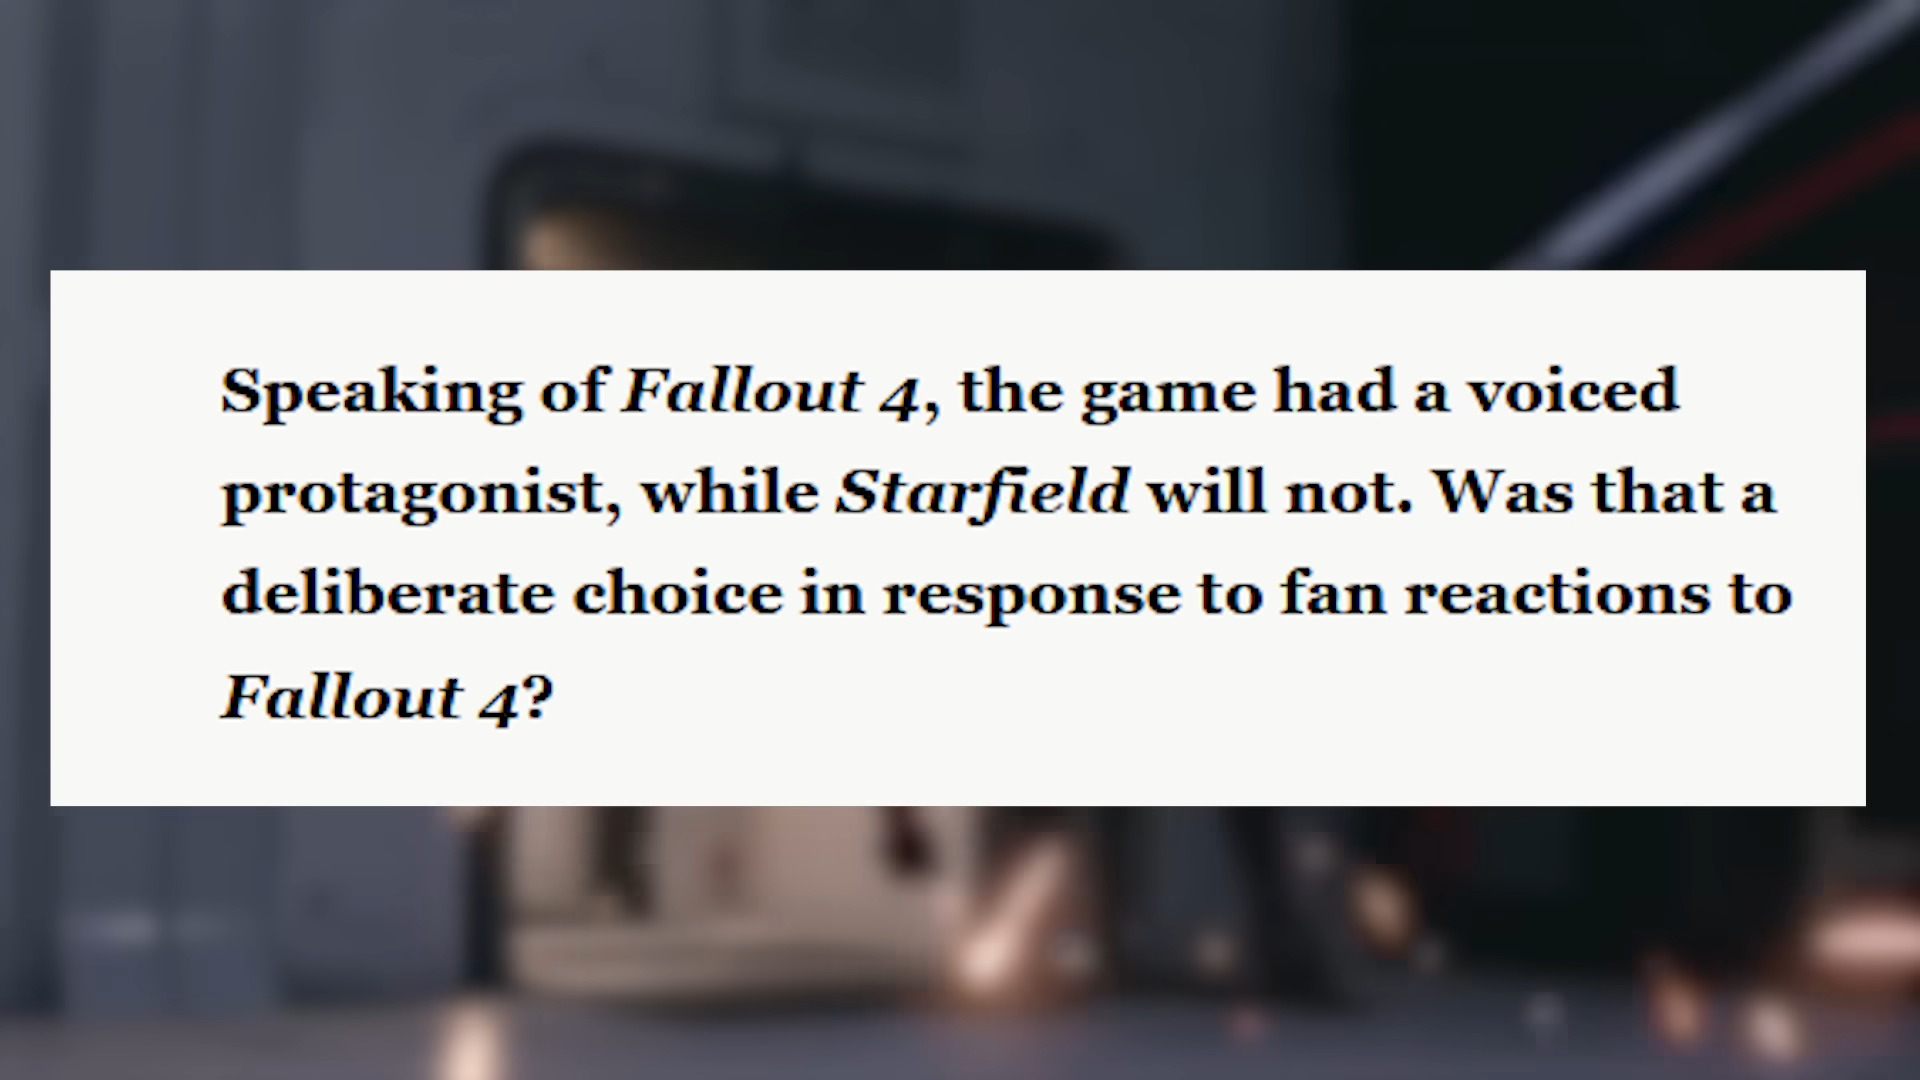 Speaking of Fallout 4, the game had a voiced
protagonist, while Starfield will not. Was that a
deliberate choice in response to fan reactions to
Fallout 4?